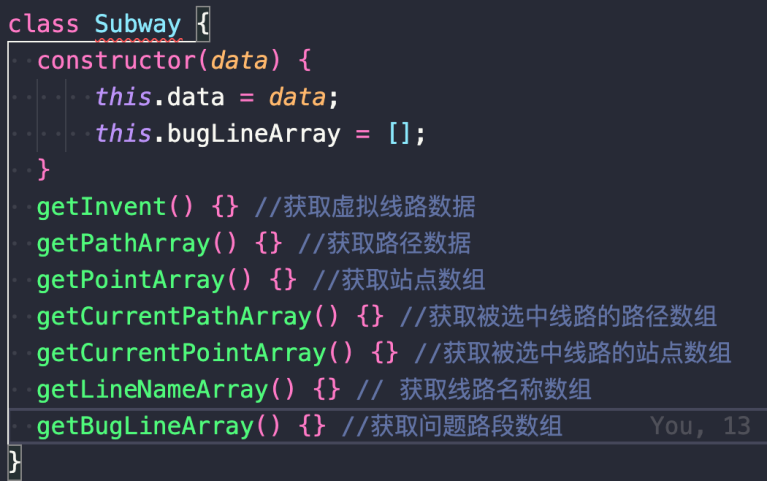 class Subway {
constructor(data) {
this.data = data;
this.bugLineArray = [];
}
getInvent() {} //获取虚拟线路数据
getPathArray() {} //获取路径数据
getPointArray() {} //获取站点数组
getCurrentPathArray() {} //获取被选中线路的路径数组
getCurrentPointArray() {} //获取被选中线路的站点数组
getLineNameArray() {} // 获取线路名称数组
getBugLineArray() {} //获取问题路段数组 You, 13
}